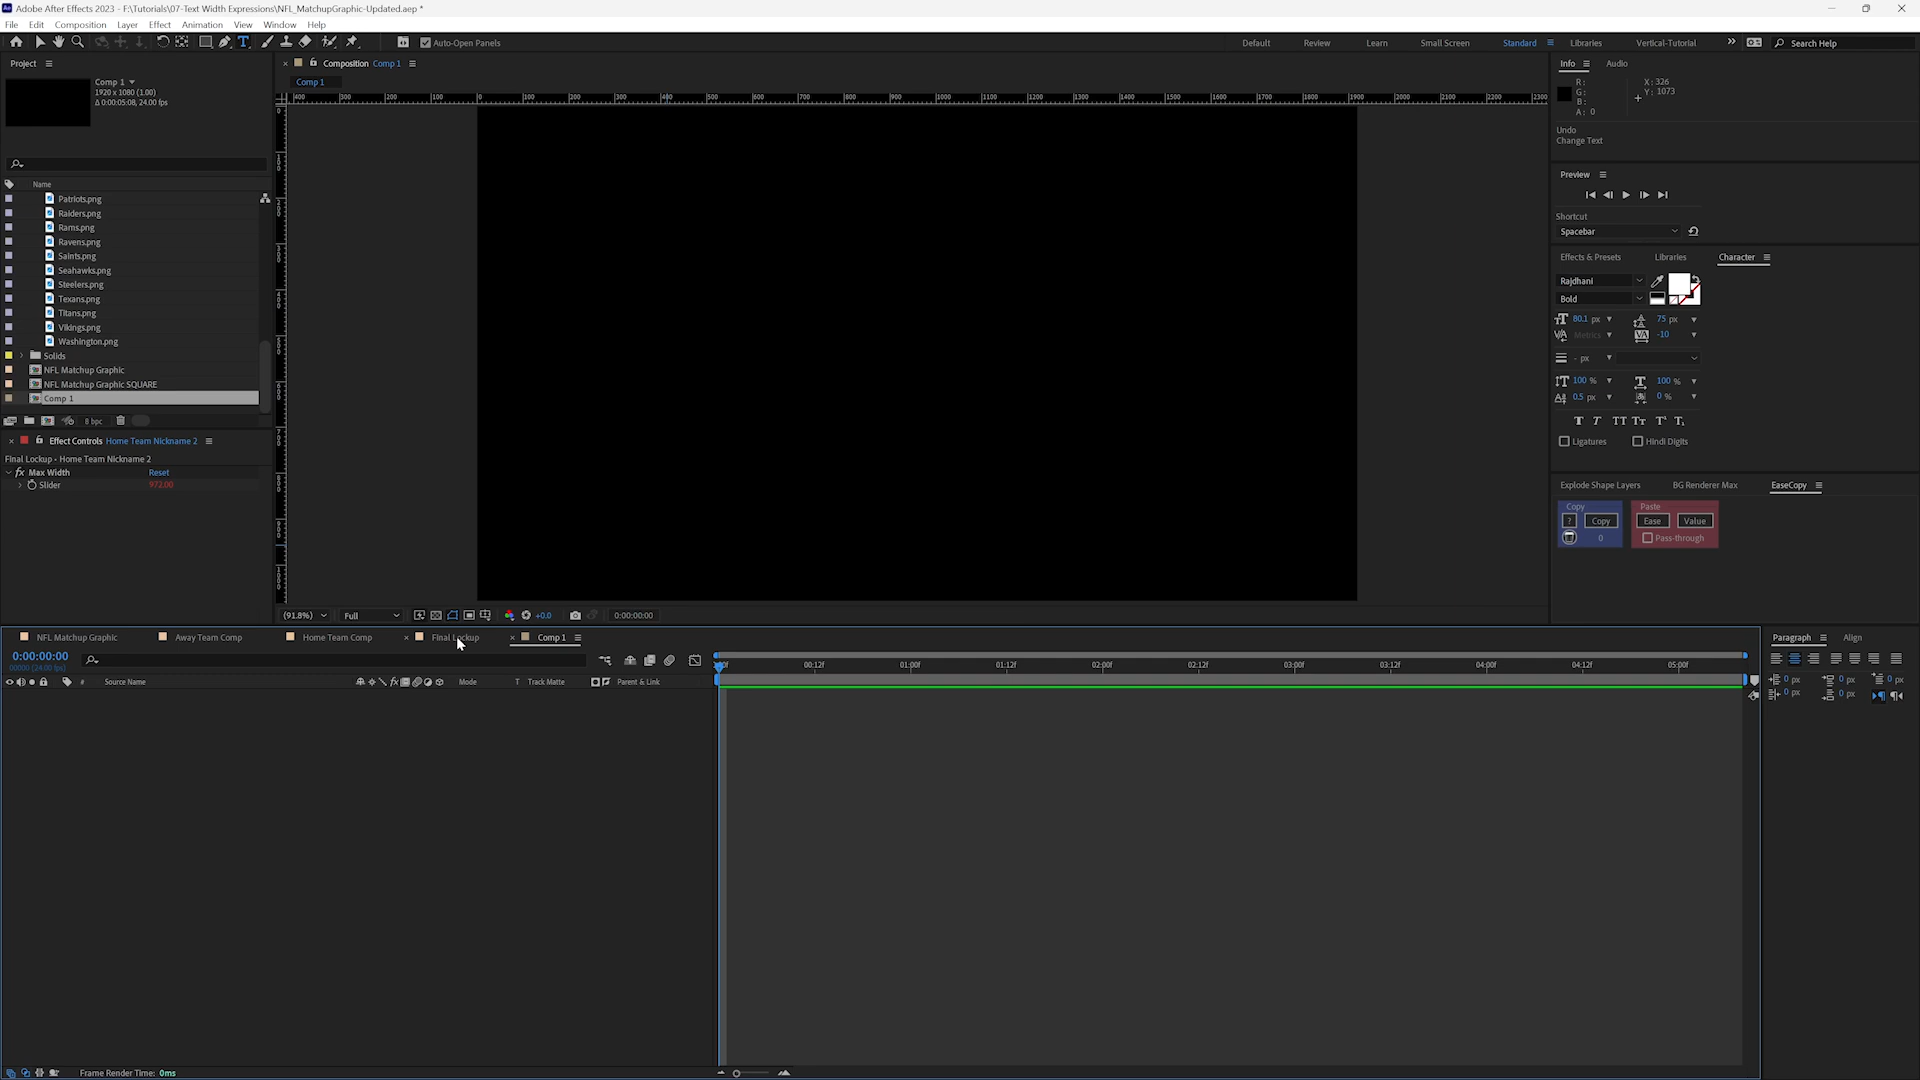 Adobe After Effects 2023 - F:\Tutorials\07-Text Width Expressions\NFL_MatchupGraphic-Updated.aep *
File Edit Composition Layer Effect Animation View Window Help
Auto-Open Panels
Default Review Learn Small Screen Standard Libraries Vertical-Tutorial Search Help
Project
Comp 1
1920 x 1080 (1.00)
Δ 0:00:05:08, 24.00 fps
Name
Patriots.png
Raiders.png
Rams.png
Ravens.png
Saints.png
Seahawks.png
Steelers.png
Texans.png
Titans.png
Vikings.png
Washington.png
Solids
NFL Matchup Graphic
NFL Matchup Graphic SQUARE
Comp 1
8 bpc
Effect Controls Home Team Nickname 2
Final Lockup • Home Team Nickname 2
fx Max Width Reset
Slider 972.00
Composition Comp 1
Comp 1
(91.8%) Full +0.0 0:00:00:00
Info Audio
R:
G:
B:
A: 0
X: 326
Y: 1073
Undo
Change Text
Preview
Shortcut
Spacebar
Effects & Presets Libraries Character
Rajdhani
Bold
80.1 px 75 px
Metrics -10
- px
100 % 100 %
0.5 px 0 %
Ligatures Hindi Digits
Explode Shape Layers BG Renderer Max EaseCopy
Copy Paste
? Copy Ease Value
0 Pass-through
NFL Matchup Graphic Away Team Comp Home Team Comp Final Lockup Comp 1
0:00:00:00
00000 (24.00 fps)
00:12f 01:00f 01:12f 02:00f 02:12f 03:00f 03:12f 04:00f 04:12f 05:00f
# Source Name Mode T Track Matte Parent & Link
Paragraph Align
0 px 0 px 0 px
0 px 0 px
Frame Render Time: 0ms